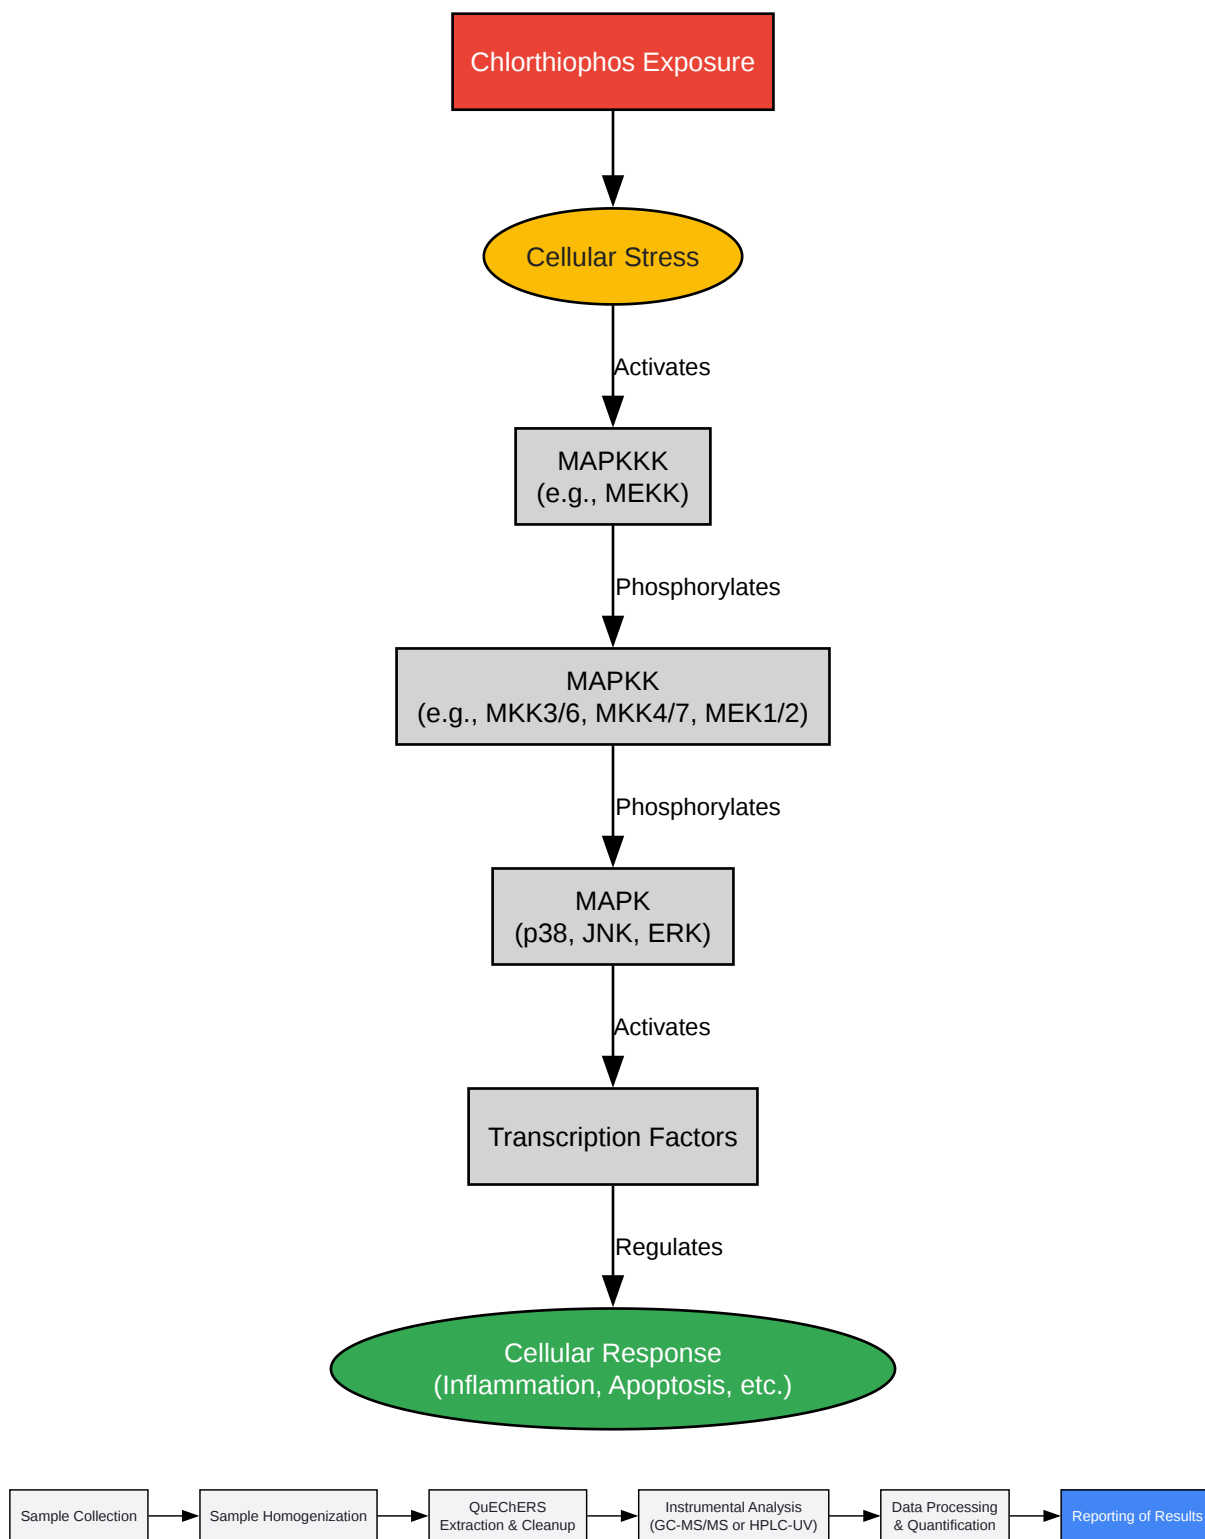 Chlorthiophos Exposure
Cellular Stress
Activates
MAPKKK
(e.g., MEKK)
Phosphorylates
MAPKK
(e.g., MKK3/6, MKK4/7, MEK1/2)
Phosphorylates
MAPK
(p38, JNK, ERK)
Activates
Transcription Factors
Regulates
Cellular Response
(Inflammation, Apoptosis, etc.)
Sample Collection
Sample Homogenization
QuEChERS
Extraction & Cleanup
Instrumental Analysis
(GC-MS/MS or HPLC-UV)
Data Processing
& Quantification
Reporting of Results